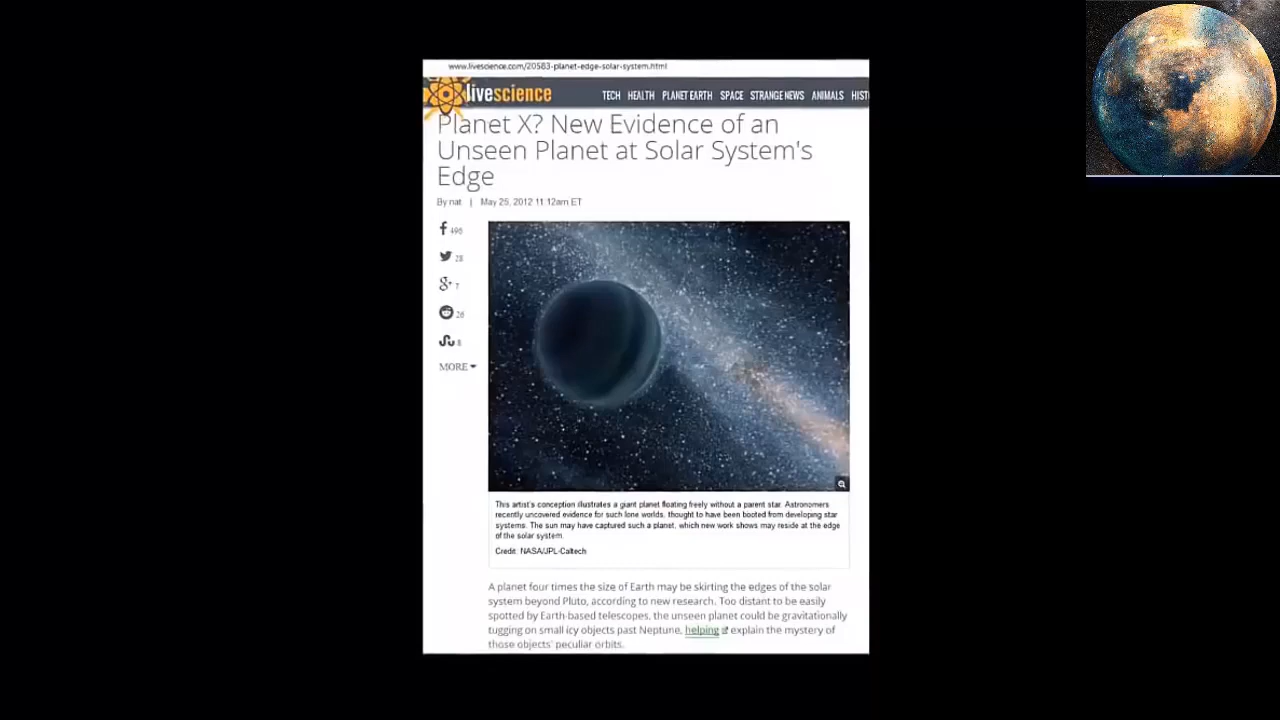 www.livescience.com/20583-planet-edge-solar-system.html
livescience
TECH HEALTH PLANET EARTH SPACE STRANGE NEWS ANIMALS HIST
Planet X? New Evidence of an
Unseen Planet at Solar System's
Edge
By nat | May 25, 2012 11:12am ET
496
28
7
26
8
MORE
This artist's conception illustrates a giant planet floating freely without a parent star. Astronomers
recently uncovered evidence for such lone worlds, thought to have been booted from developing star
systems. The sun may have captured such a planet, which new work shows may reside at the edge
of the solar system.
Credit: NASA/JPL-Caltech
A planet four times the size of Earth may be skirting the edges of the solar
system beyond Pluto, according to new research. Too distant to be easily
spotted by Earth-based telescopes, the unseen planet could be gravitationally
tugging on small icy objects past Neptune, helping explain the mystery of
those objects' peculiar orbits.